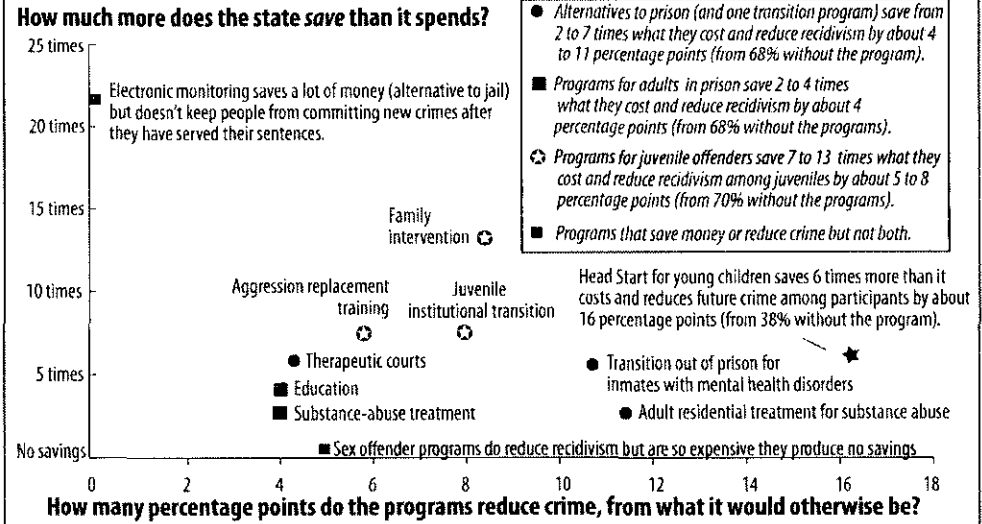 How much more does the state save than it spends?
25 times
20 times
15 times
10 times
5 times
No savings
Electronic monitoring saves a lot of money (alternative to jail)
but doesn't keep people from committing new crimes after
they have served their sentences.
Alternatives to prison (and one transition program) save from
2 to 7 times what they cost and reduce recidivism by about 4
to 11 percentage points (from 68% without the program).
Programs for adults in prison save 2 to 4 times
what they cost and reduce recidivism by about 4
percentage points (from 68% without the programs).
Programs for juvenile offenders save 7 to 13 times what they
cost and reduce recidivism among juveniles by about 5 to 8
percentage points (from 70% without the programs).
Programs that save money or reduce crime but not both.
Family
intervention
Aggression replacement
training
Juvenile
institutional transition
Head Start for young children saves 6 times more than it
costs and reduces future crime among participants by about
16 percentage points (from 38% without the program).
Therapeutic courts
Education
Substance-abuse treatment
Transition out of prison for
inmates with mental health disorders
Adult residential treatment for substance abuse
Sex offender programs do reduce recidivism but are so expensive they produce no savings
0 2 4 6 8 10 12 14 16 18
How many percentage points do the programs reduce crime, from what it would otherwise be?